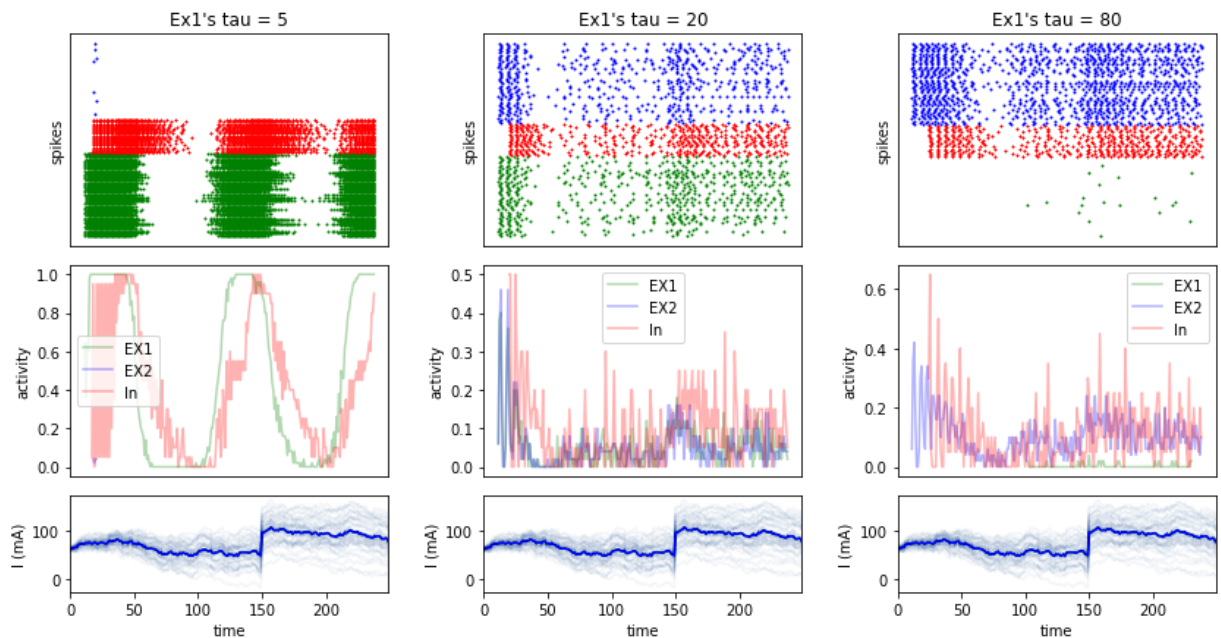 Ex1's tau = 5
Ex1's tau = 20
Ex1's tau = 80
spikes
spikes
spikes
1.0
0.8
0.6
0.4
0.2
0.0
activity
EX1
EX2
In
0.5
0.4
0.3
0.2
0.1
0.0
activity
EX1
EX2
In
0.6
0.4
0.2
0.0
activity
EX1
EX2
In
100
0
I (mA)
0 50 100 150 200
time
100
0
I (mA)
0 50 100 150 200
time
100
0
I (mA)
0 50 100 150 200
time